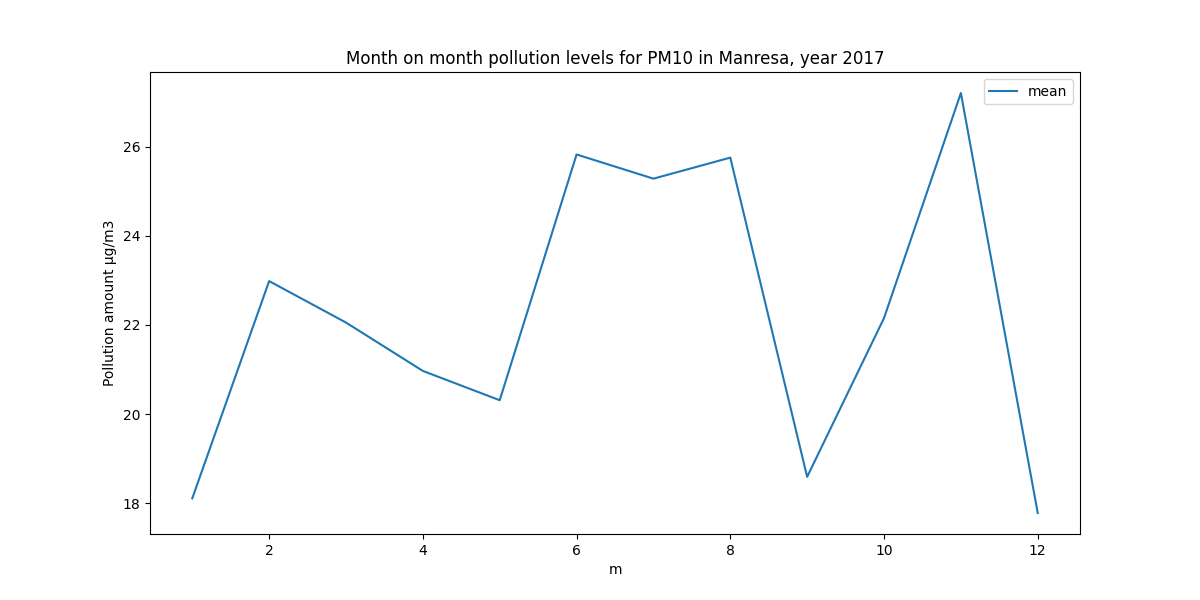 Month on month pollution levels for PM10 in Manresa, year 2017
mean
Pollution amount µg/m3
26
24
22
20
18
2 4 6 8 10 12
m